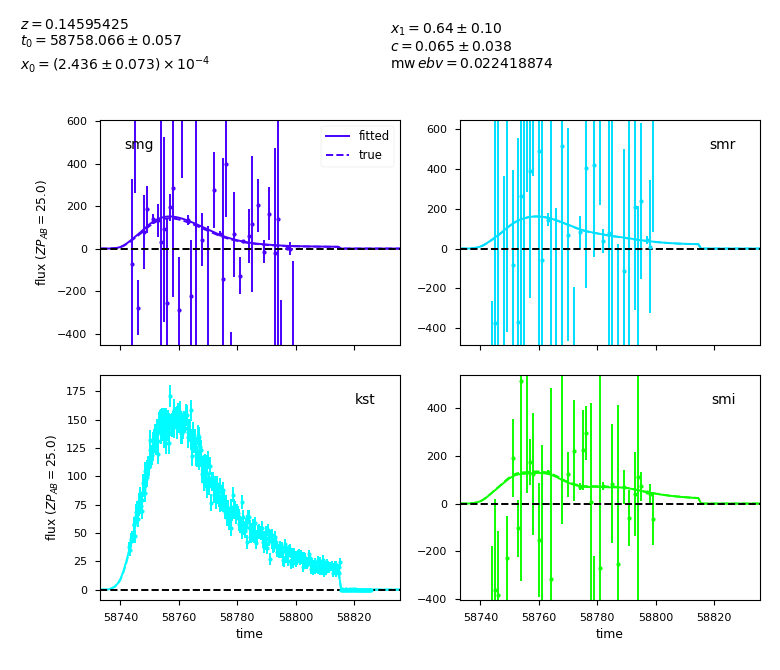 z = 0.14595425
t₀ = 58758.066 ± 0.057
x₀ = (2.436 ± 0.073) × 10⁻⁴
x₁ = 0.64 ± 0.10
c = 0.065 ± 0.038
mw ebv = 0.022418874
600
400
200
0
−200
−400
flux (ZP_AB = 25.0)
smg
fitted
true
600
400
200
0
−200
−400
smr
175
150
125
100
75
50
25
0
flux (ZP_AB = 25.0)
kst
58740 58760 58780 58800 58820
time
400
200
0
−200
−400
smi
58740 58760 58780 58800 58820
time